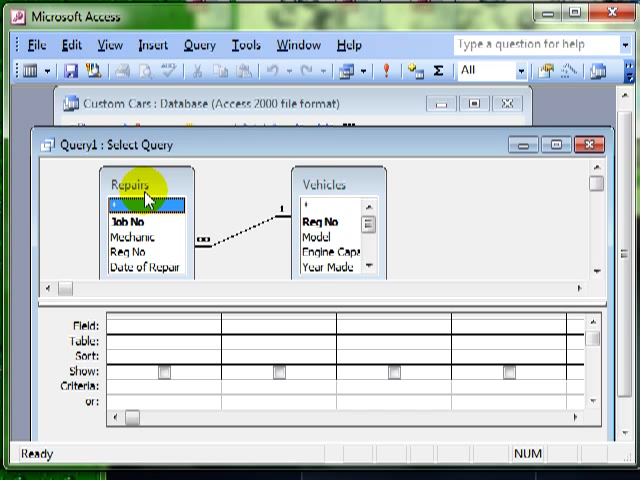 Microsoft Access
File Edit View Insert Query Tools Window Help
Type a question for help
Σ All
Custom Cars : Database (Access 2000 file format)
Query1 : Select Query
Repairs
*
Job No
Mechanic
Reg No
Date of Repair
∞ 1
Vehicles
*
Reg No
Model
Engine Capa
Year Made
Field:
Table:
Sort:
Show:
Criteria:
or:
Ready
NUM